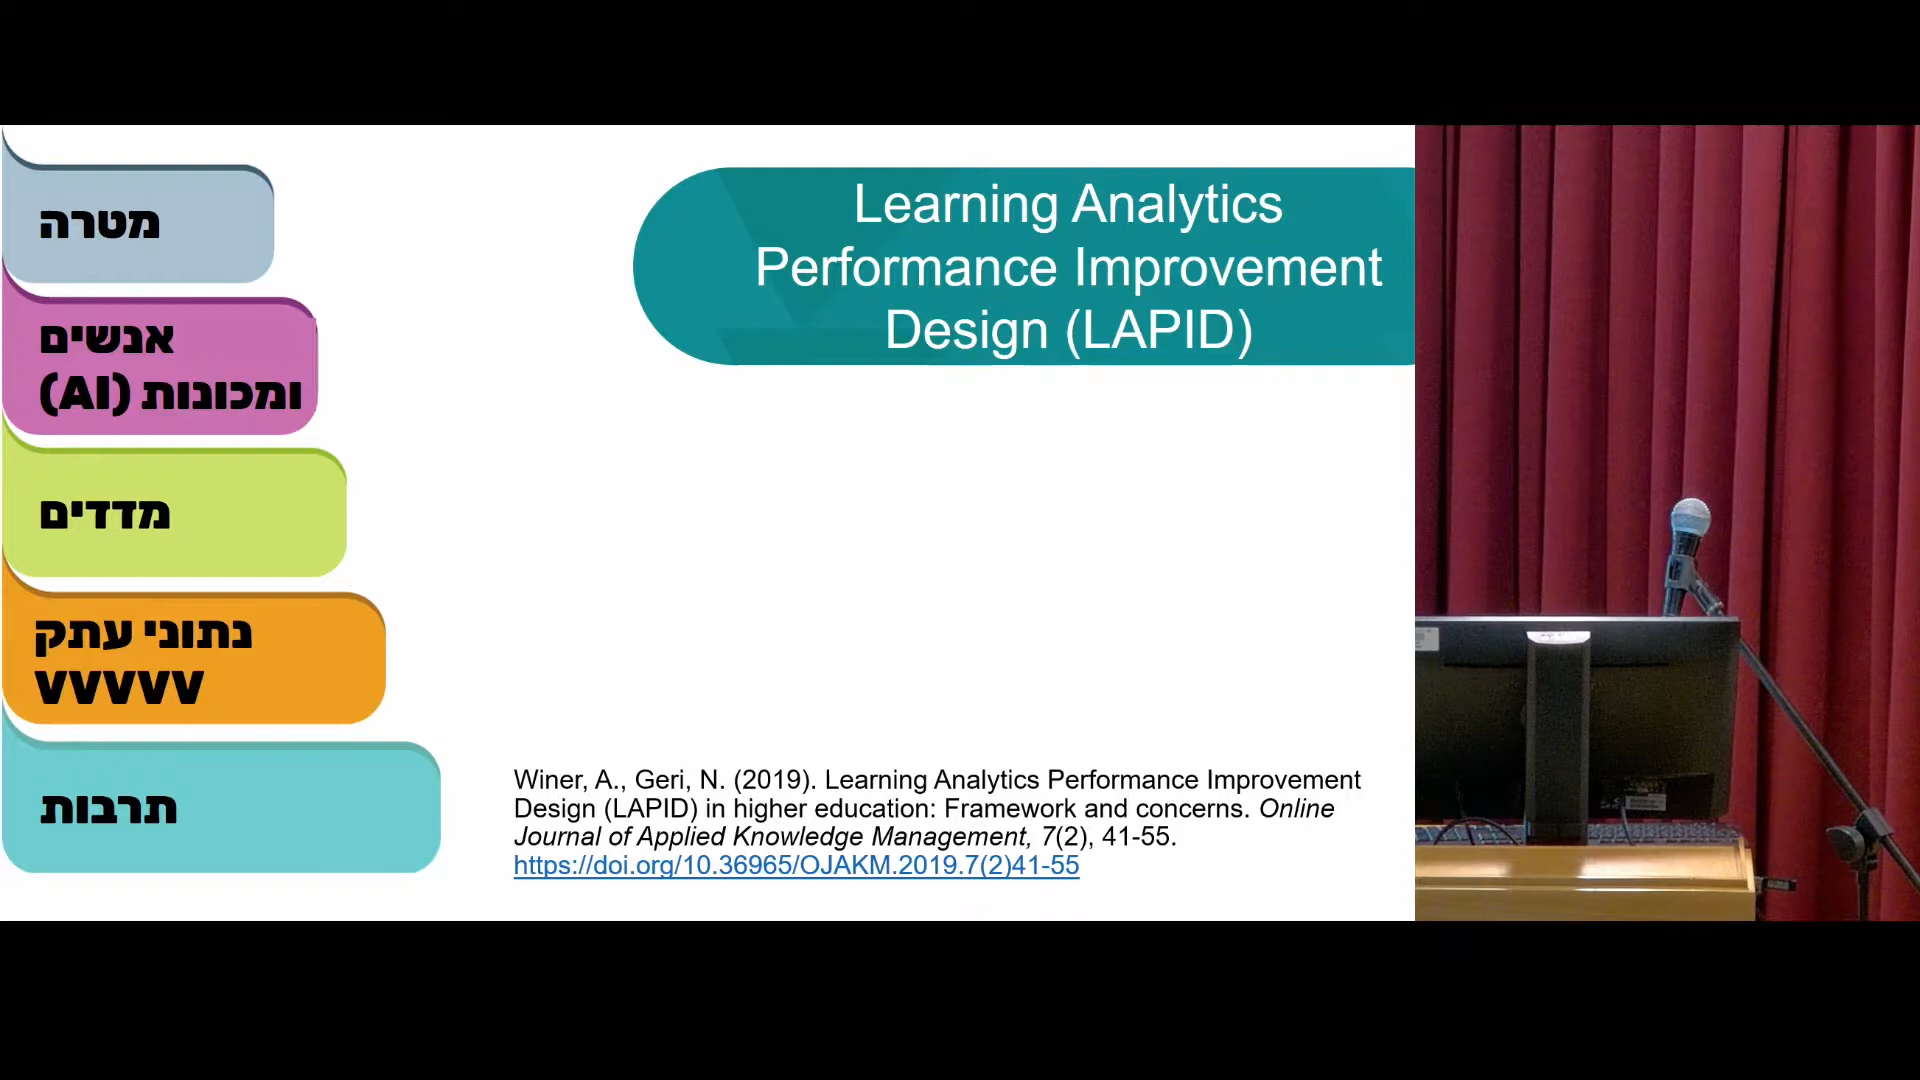 Learning Analytics
Performance Improvement
Design (LAPID)
מטרה
אנשים
ומכונות (AI)
מדדים
נתוני עתק
VVVVV
תרבות
Winer, A., Geri, N. (2019). Learning Analytics Performance Improvement
Design (LAPID) in higher education: Framework and concerns. Online
Journal of Applied Knowledge Management, 7(2), 41-55.
https://doi.org/10.36965/OJAKM.2019.7(2)41-55